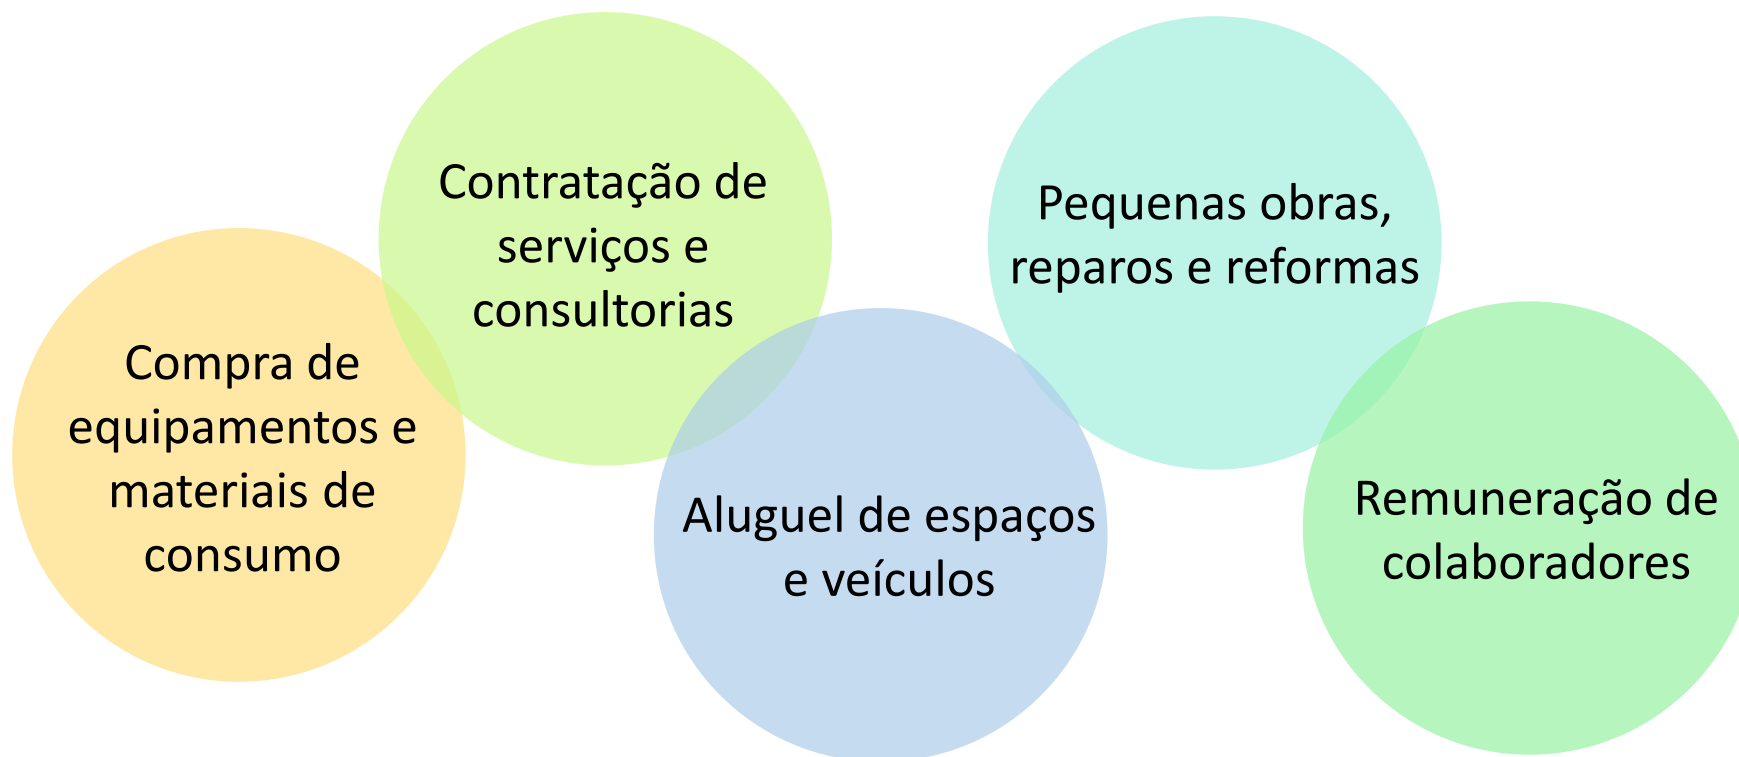 Compra de
equipamentos e
materiais de
consumo
Contratação de
serviços e
consultorias
Aluguel de espaços
e veículos
Pequenas obras,
reparos e reformas
Remuneração de
colaboradores